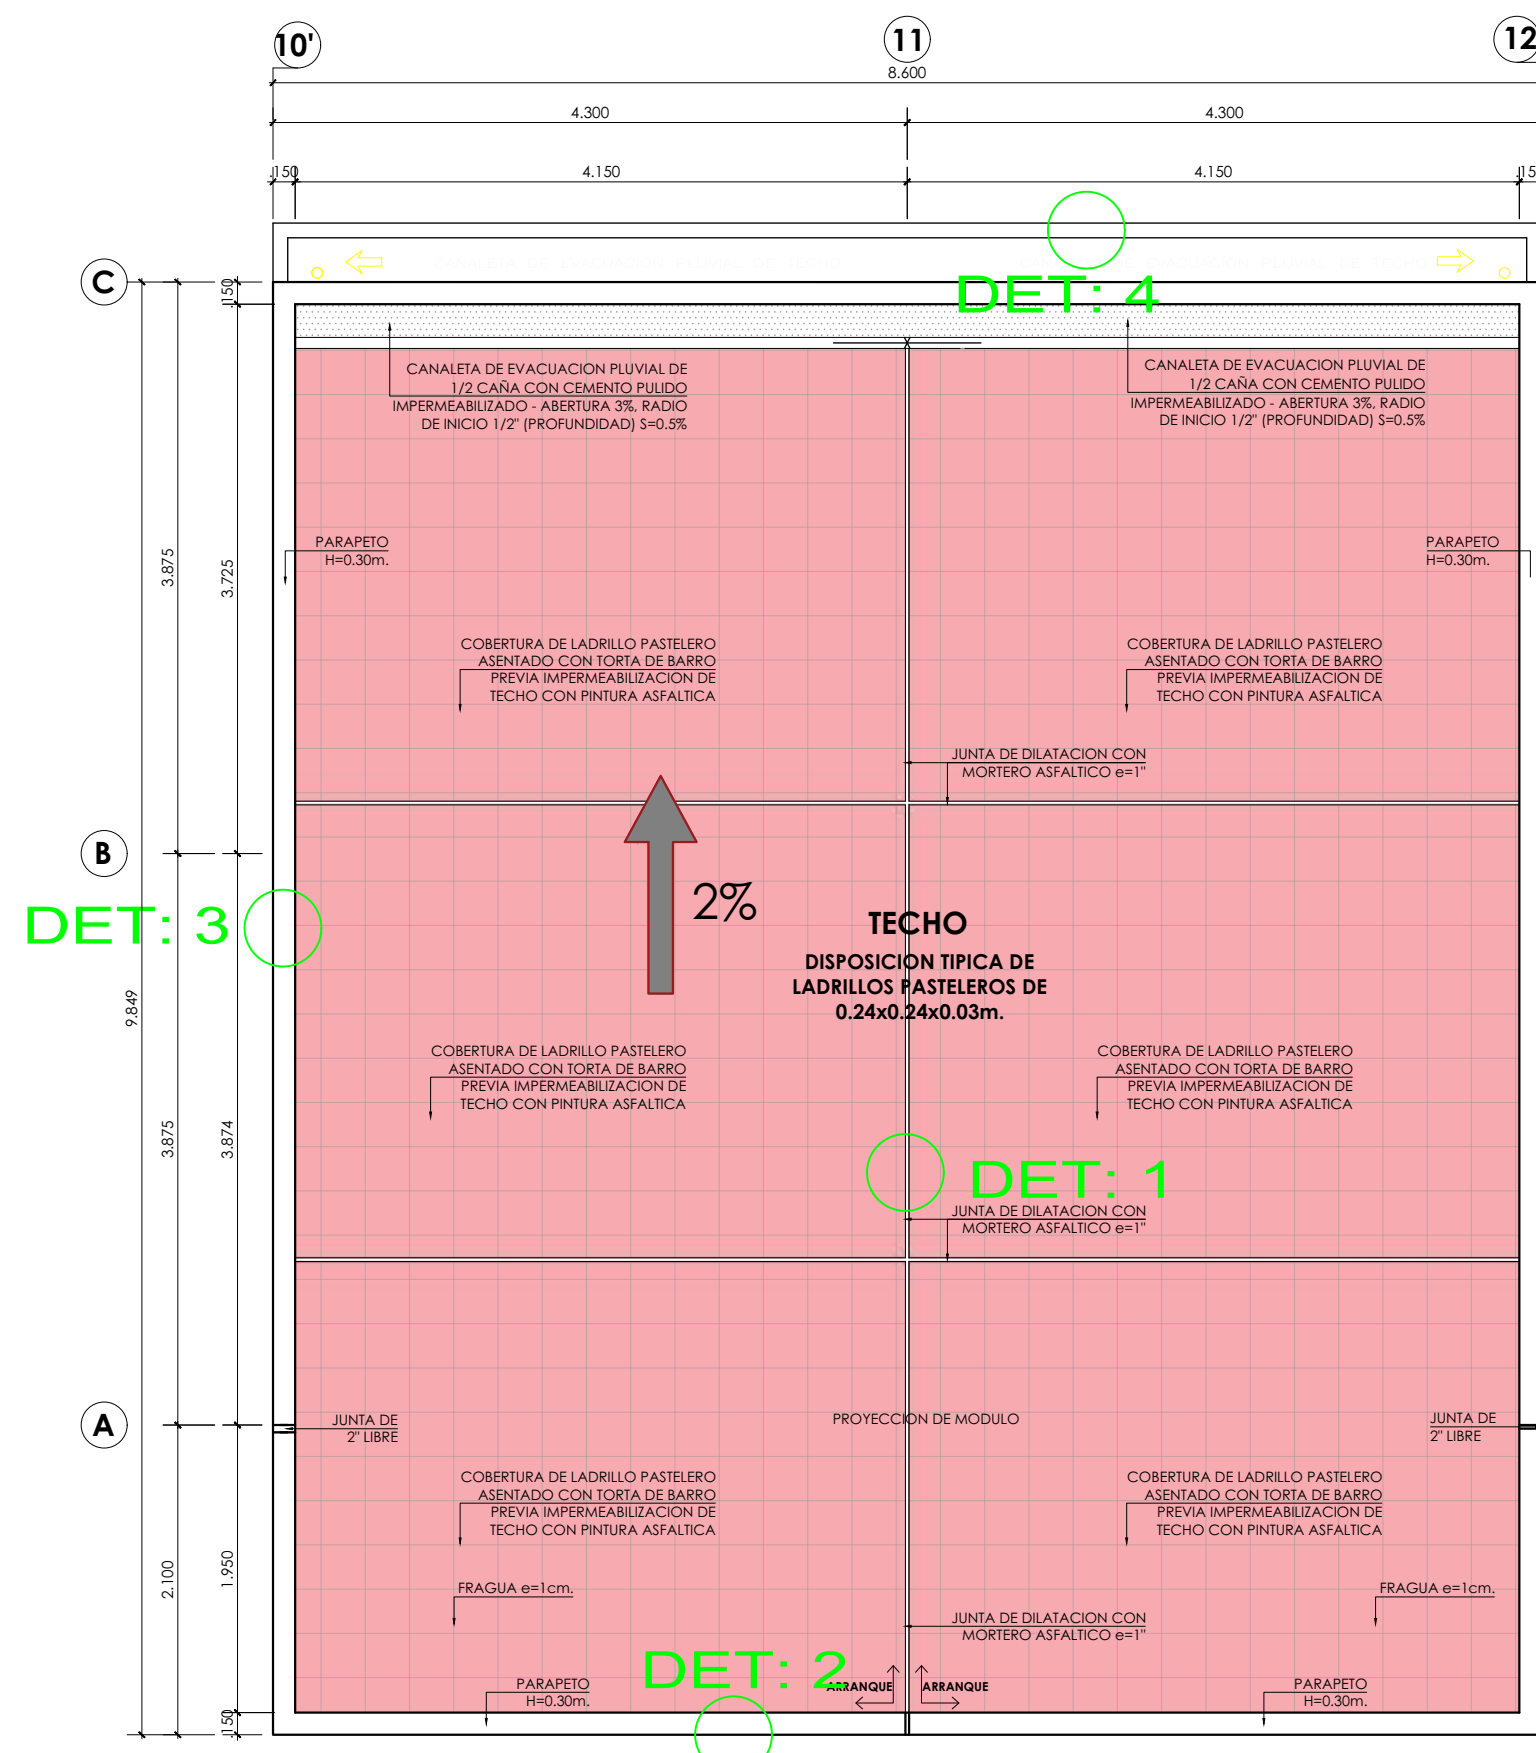 10'
11
12
8.600
4.300
4.300
.150
4.150
4.150
CANALETA DE EVACUACION PLUVIAL DE TECHO
DET: 4
C
.150
CANALETA DE EVACUACION PLUVIAL DE
1/2 CAÑA CON CEMENTO PULIDO
IMPERMEABILIZADO - ABERTURA 3%, RADIO
DE INICIO 1/2" (PROFUNDIDAD) S=0.5%
CANALETA DE EVACUACION PLUVIAL DE
1/2 CAÑA CON CEMENTO PULIDO
IMPERMEABILIZADO - ABERTURA 3%, RADIO
DE INICIO 1/2" (PROFUNDIDAD) S=0.5%
PARAPETO
H=0.30m.
PARAPETO
H=0.30m.
3.875
3.725
COBERTURA DE LADRILLO PASTELERO
ASENTADO CON TORTA DE BARRO
PREVIA IMPERMEABILIZACION DE
TECHO CON PINTURA ASFALTICA
COBERTURA DE LADRILLO PASTELERO
ASENTADO CON TORTA DE BARRO
PREVIA IMPERMEABILIZACION DE
TECHO CON PINTURA ASFALTICA
JUNTA DE DILATACION CON
MORTERO ASFALTICO e=1"
B
DET: 3
2%
TECHO
DISPOSICION TIPICA DE
LADRILLOS PASTELEROS DE
0.24x0.24x0.03m.
9.849
COBERTURA DE LADRILLO PASTELERO
ASENTADO CON TORTA DE BARRO
PREVIA IMPERMEABILIZACION DE
TECHO CON PINTURA ASFALTICA
COBERTURA DE LADRILLO PASTELERO
ASENTADO CON TORTA DE BARRO
PREVIA IMPERMEABILIZACION DE
TECHO CON PINTURA ASFALTICA
3.875
3.874
DET: 1
JUNTA DE DILATACION CON
MORTERO ASFALTICO e=1"
A
JUNTA DE
2" LIBRE
PROYECCION DE MODULO
JUNTA DE
2" LIBRE
COBERTURA DE LADRILLO PASTELERO
ASENTADO CON TORTA DE BARRO
PREVIA IMPERMEABILIZACION DE
TECHO CON PINTURA ASFALTICA
COBERTURA DE LADRILLO PASTELERO
ASENTADO CON TORTA DE BARRO
PREVIA IMPERMEABILIZACION DE
TECHO CON PINTURA ASFALTICA
2.100
1.950
FRAGUA e=1cm.
FRAGUA e=1cm.
JUNTA DE DILATACION CON
MORTERO ASFALTICO e=1"
DET: 2
ARRANQUE
ARRANQUE
PARAPETO
H=0.30m.
PARAPETO
H=0.30m.
.150